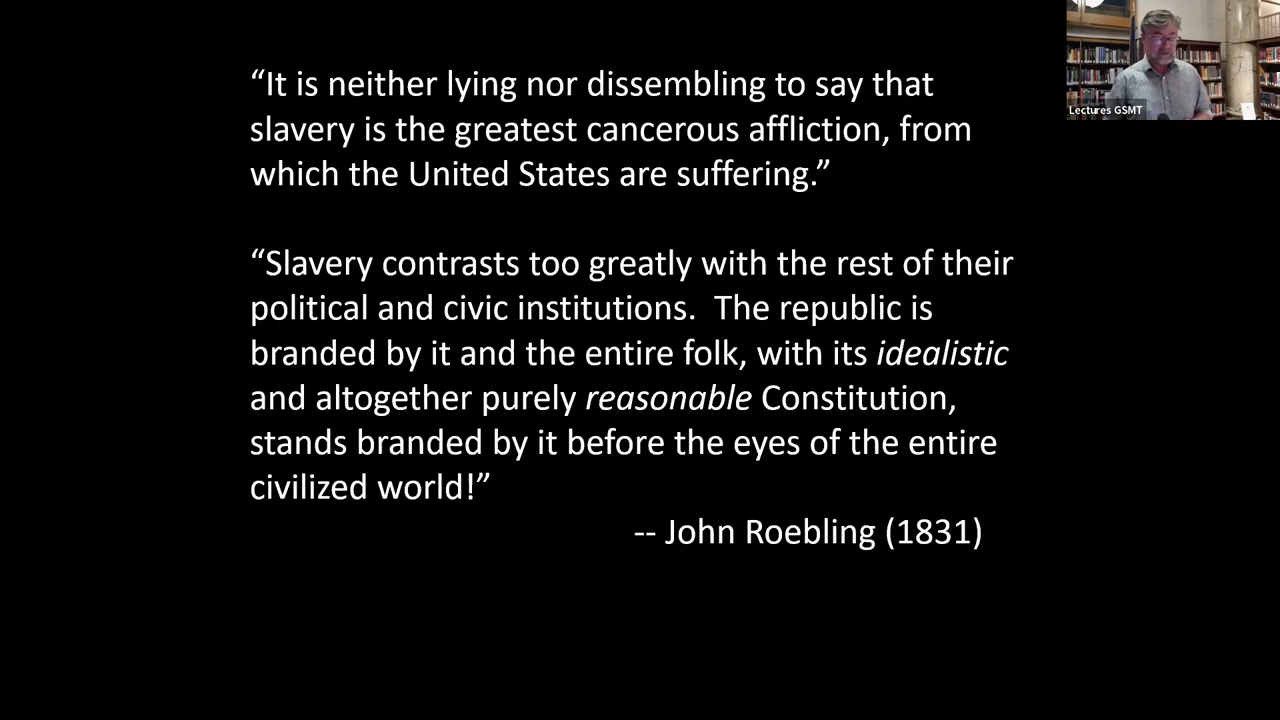 “It is neither lying nor dissembling to say that
slavery is the greatest cancerous affliction, from
which the United States are suffering.”
“Slavery contrasts too greatly with the rest of their
political and civic institutions.  The republic is
branded by it and the entire folk, with its idealistic
and altogether purely reasonable Constitution,
stands branded by it before the eyes of the entire
civilized world!”
-- John Roebling (1831)
Lectures GSMT